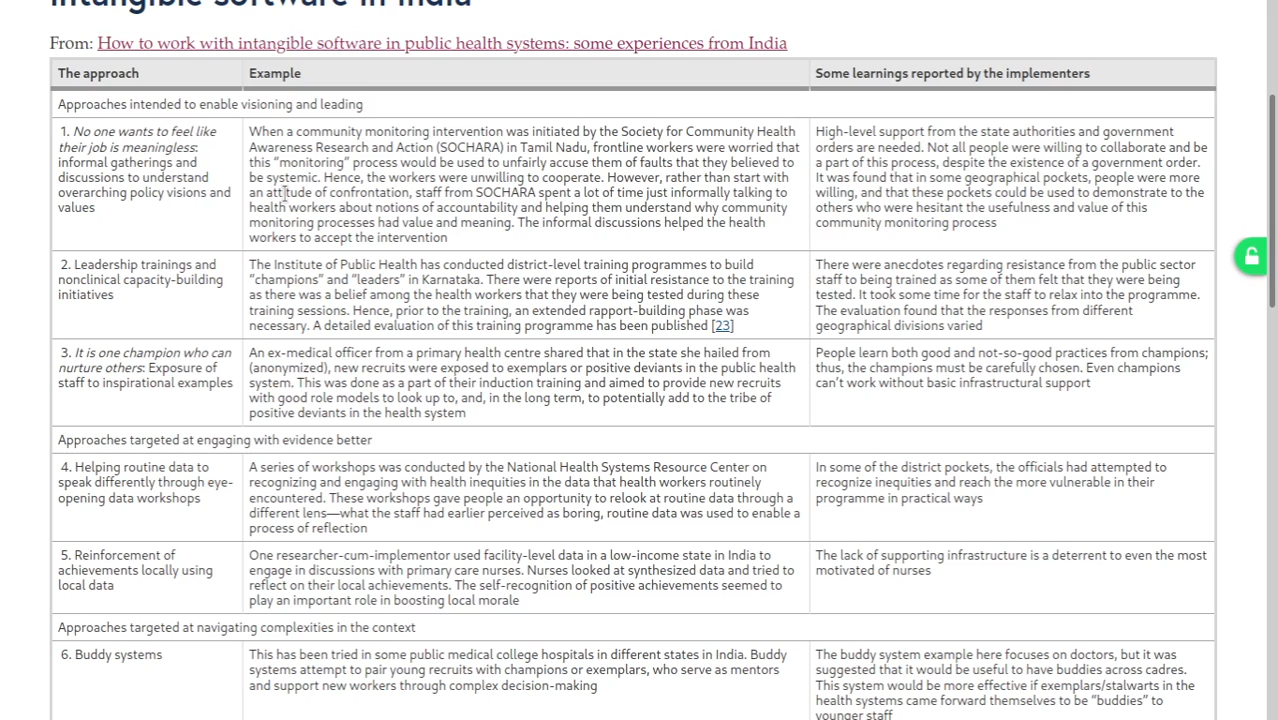 intangible software in India
From: How to work with intangible software in public health systems: some experiences from India
The approach
Example
Some learnings reported by the implementers
Approaches intended to enable visioning and leading
1. No one wants to feel like
their job is meaningless:
informal gatherings and
discussions to understand
overarching policy visions and
values
When a community monitoring intervention was initiated by the Society for Community Health
Awareness Research and Action (SOCHARA) in Tamil Nadu, frontline workers were worried that
this “monitoring” process would be used to unfairly accuse them of faults that they believed to
be systemic. Hence, the workers were unwilling to cooperate. However, rather than start with
an attitude of confrontation, staff from SOCHARA spent a lot of time just informally talking to
health workers about notions of accountability and helping them understand why community
monitoring processes had value and meaning. The informal discussions helped the health
workers to accept the intervention
High-level support from the state authorities and government
orders are needed. Not all people were willing to collaborate and be
a part of this process, despite the existence of a government order.
It was found that in some geographical pockets, people were more
willing, and that these pockets could be used to demonstrate to the
others who were hesitant the usefulness and value of this
community monitoring process
2. Leadership trainings and
nonclinical capacity-building
initiatives
The Institute of Public Health has conducted district-level training programmes to build
“champions” and “leaders” in Karnataka. There were reports of initial resistance to the training
as there was a belief among the health workers that they were being tested during these
training sessions. Hence, prior to the training, an extended rapport-building phase was
necessary. A detailed evaluation of this training programme has been published [23]
There were anecdotes regarding resistance from the public sector
staff to being trained as some of them felt that they were being
tested. It took some time for the staff to relax into the programme.
The evaluation found that the responses from different
geographical divisions varied
3. It is one champion who can
nurture others: Exposure of
staff to inspirational examples
An ex-medical officer from a primary health centre shared that in the state she hailed from
(anonymized), new recruits were exposed to exemplars or positive deviants in the public health
system. This was done as a part of their induction training and aimed to provide new recruits
with good role models to look up to, and, in the long term, to potentially add to the tribe of
positive deviants in the health system
People learn both good and not-so-good practices from champions;
thus, the champions must be carefully chosen. Even champions
can’t work without basic infrastructural support
Approaches targeted at engaging with evidence better
4. Helping routine data to
speak differently through eye-
opening data workshops
A series of workshops was conducted by the National Health Systems Resource Center on
recognizing and engaging with health inequities in the data that health workers routinely
encountered. These workshops gave people an opportunity to relook at routine data through a
different lens—what the staff had earlier perceived as boring, routine data was used to enable a
process of reflection
In some of the district pockets, the officials had attempted to
recognize inequities and reach the more vulnerable in their
programme in practical ways
5. Reinforcement of
achievements locally using
local data
One researcher-cum-implementor used facility-level data in a low-income state in India to
engage in discussions with primary care nurses. Nurses looked at synthesized data and tried to
reflect on their local achievements. The self-recognition of positive achievements seemed to
play an important role in boosting local morale
The lack of supporting infrastructure is a deterrent to even the most
motivated of nurses
Approaches targeted at navigating complexities in the context
6. Buddy systems
This has been tried in some public medical college hospitals in different states in India. Buddy
systems attempt to pair young recruits with champions or exemplars, who serve as mentors
and support new workers through complex decision-making
The buddy system example here focuses on doctors, but it was
suggested that it would be useful to have buddies across cadres.
This system would be more effective if exemplars/stalwarts in the
health systems came forward themselves to be “buddies” to
younger staff